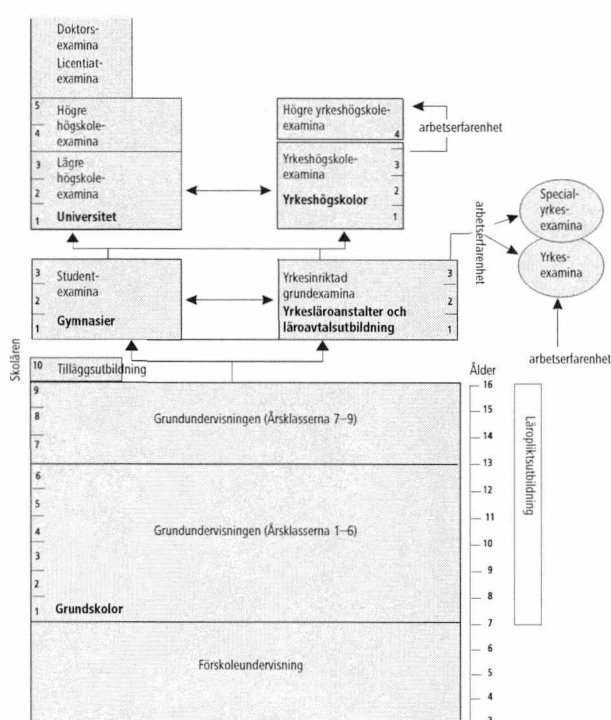 Doktors-
examina
Licentiat-
examina
5
4
Högre
högskole-
examina
3
2
1
Lägre
högskole-
examina
Universitet
Högre yrkeshögskole-
examina
4
arbetserfarenhet
Yrkeshögskole-
examina
Yrkeshögskolor
3
2
1
arbetserfarenhet
Special-
yrkes-
examina
Yrkes-
examina
arbetserfarenhet
3
2
1
Student-
examina
Gymnasier
Yrkesinriktad
grundexamina
Yrkesläroanstalter och
läroavtalsutbildning
3
2
1
Skolåren
10 Tilläggsutbildning
9
8
7
Grundundervisningen (Årsklasserna 7–9)
6
5
4
3
2
1
Grundundervisningen (Årsklasserna 1–6)
Grundskolor
Förskoleundervisning
Ålder
16
15
14
13
12
11
10
9
8
7
6
5
4
3
Läropliktsutbildning